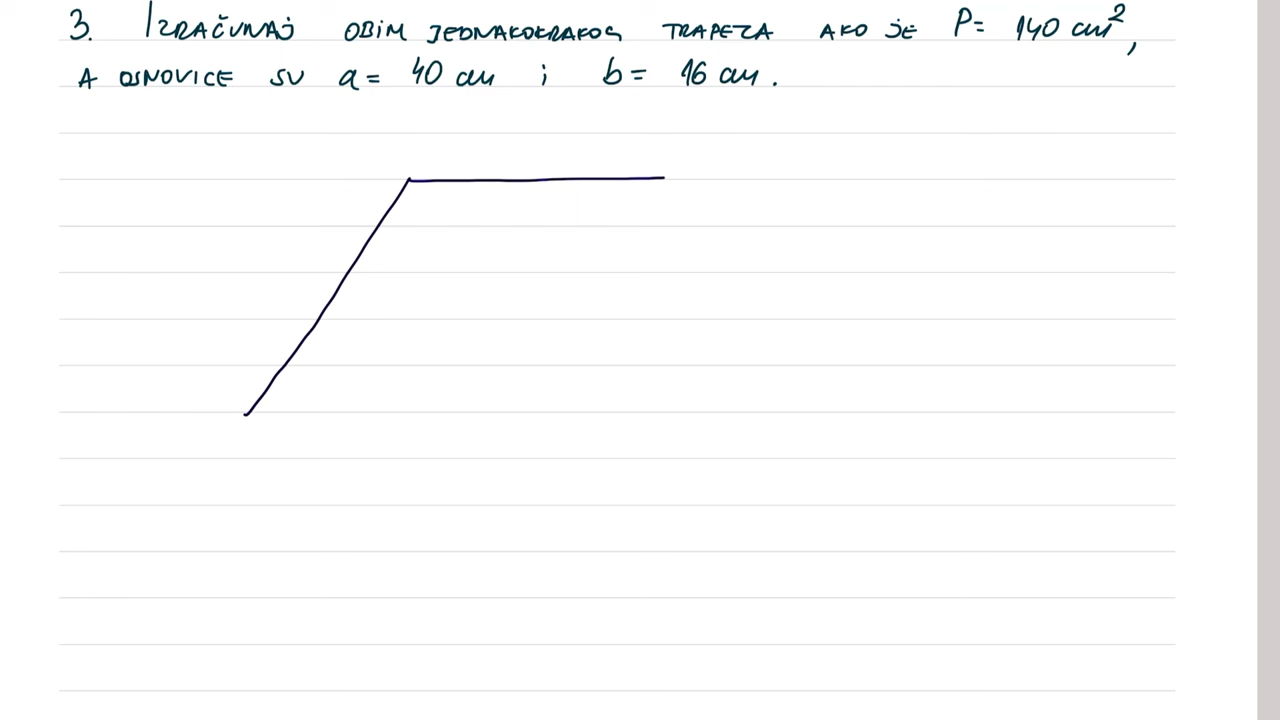 3. IZRAČUNAJ OBIM JEDNAKOKRAKOG TRAPEZA AKO JE P= 140 cm²,
A OSNOVICE SU a= 40 cm i b= 16 cm.